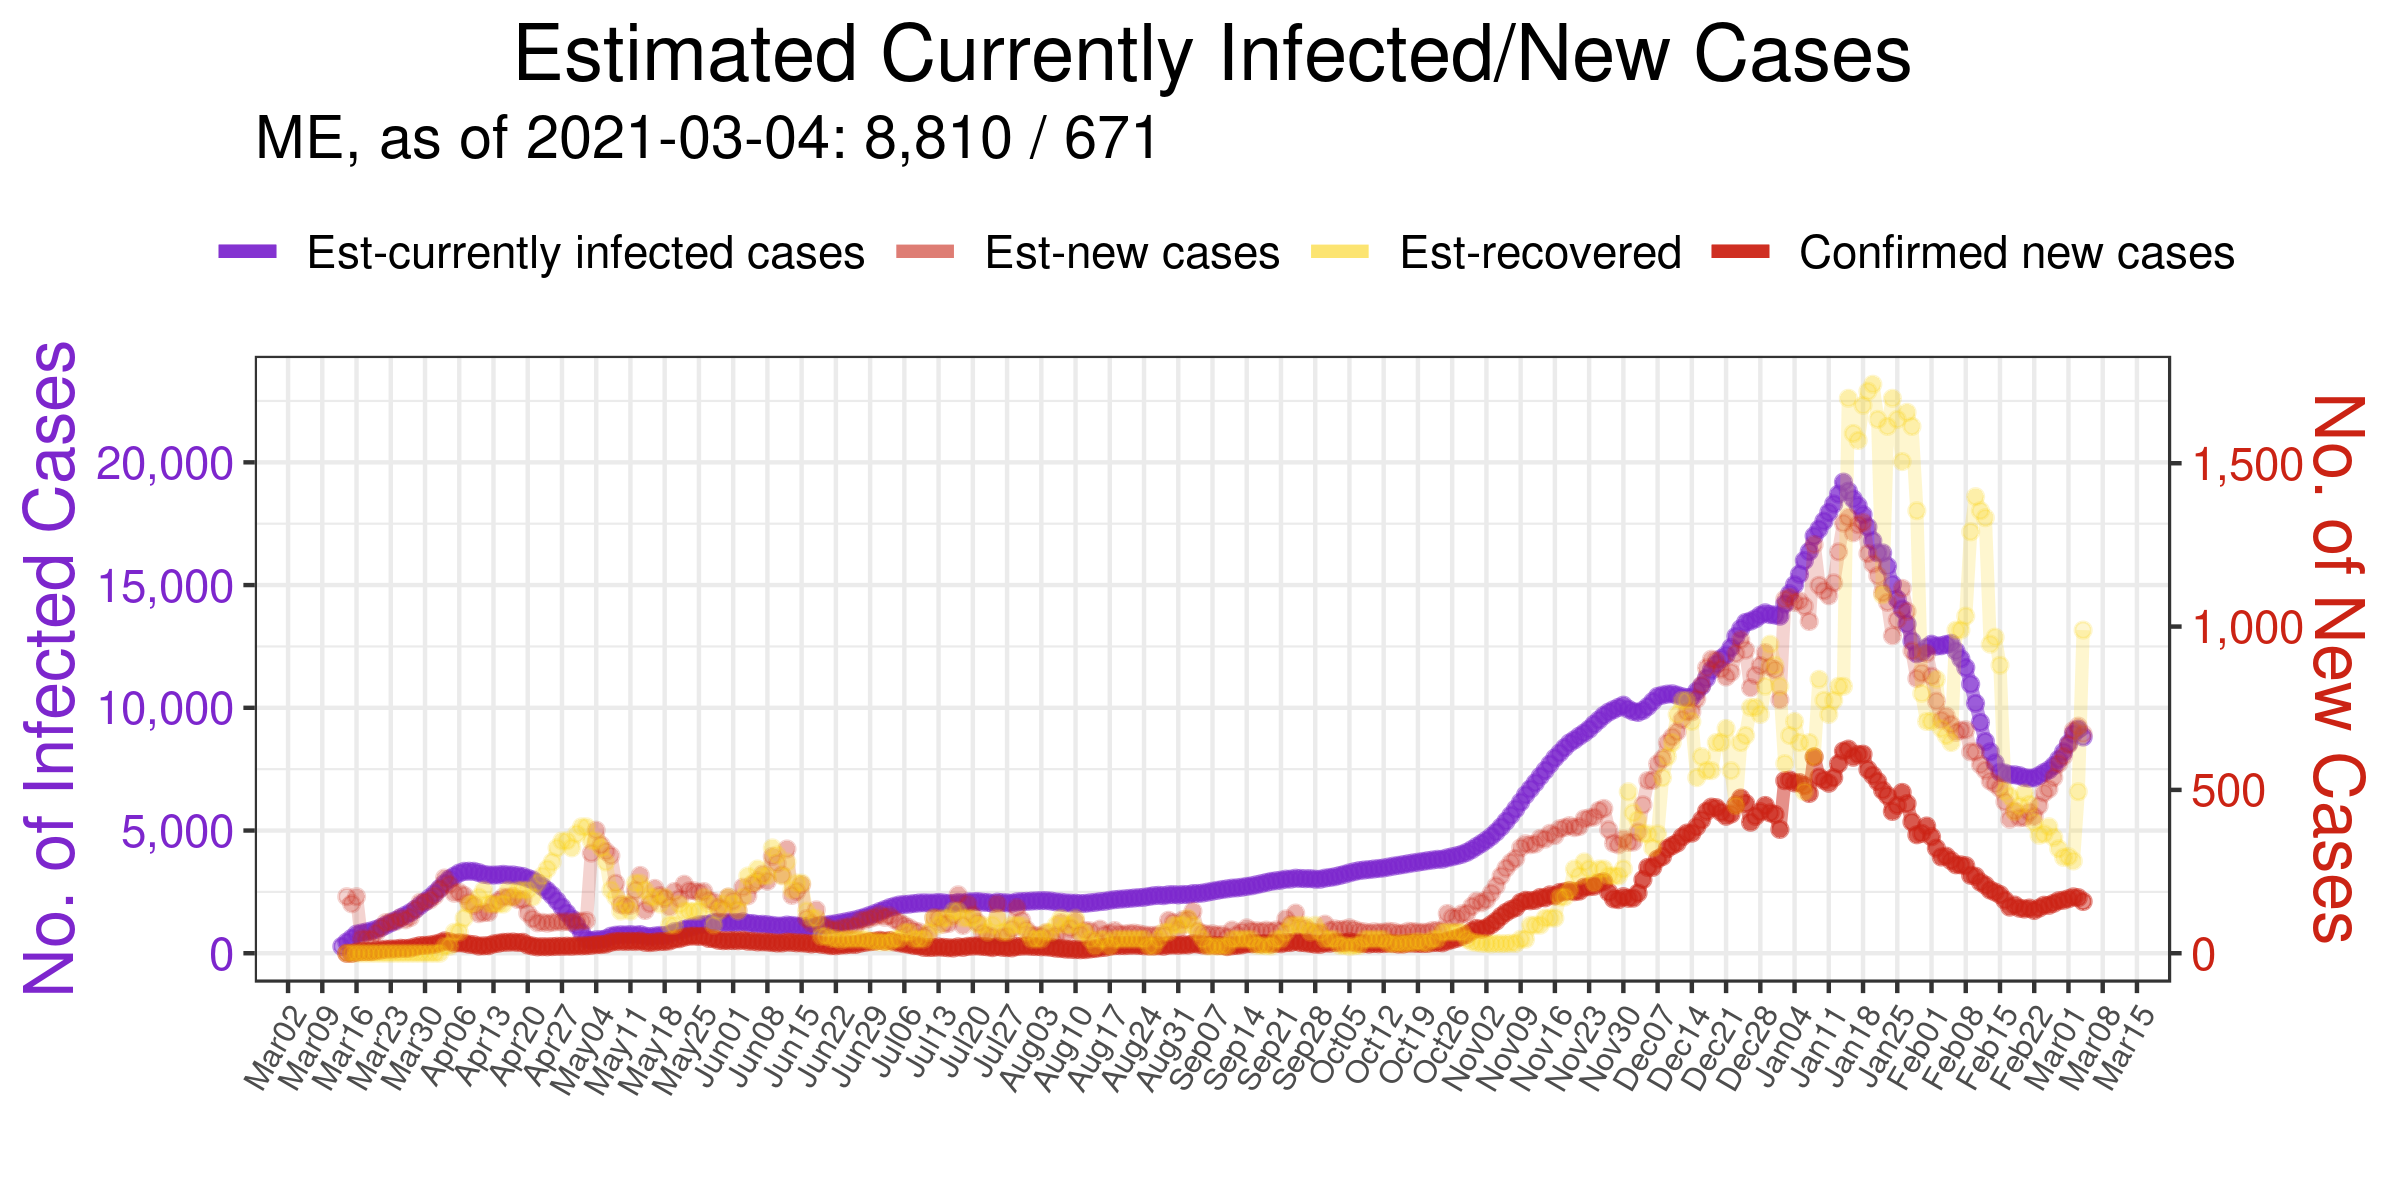 Estimated Currently Infected/New Cases
ME, as of 2021-03-04: 8,810 / 671
Est-currently infected cases Est-new cases Est-recovered Confirmed new cases
No. of Infected Cases
20,000
15,000
10,000
5,000
0
1,500
1,000
500
0
No. of New Cases
Mar02 Mar09 Mar16 Mar23 Mar30 Apr06 Apr13 Apr20 Apr27 May04 May11 May18 May25 Jun01 Jun08 Jun15 Jun22 Jun29 Jul06 Jul13 Jul20 Jul27 Aug03 Aug10 Aug17 Aug24 Aug31 Sep07 Sep14 Sep21 Sep28 Oct05 Oct12 Oct19 Oct26 Nov02 Nov09 Nov16 Nov23 Nov30 Dec07 Dec14 Dec21 Dec28 Jan04 Jan11 Jan18 Jan25 Feb01 Feb08 Feb15 Feb22 Mar01 Mar08 Mar15